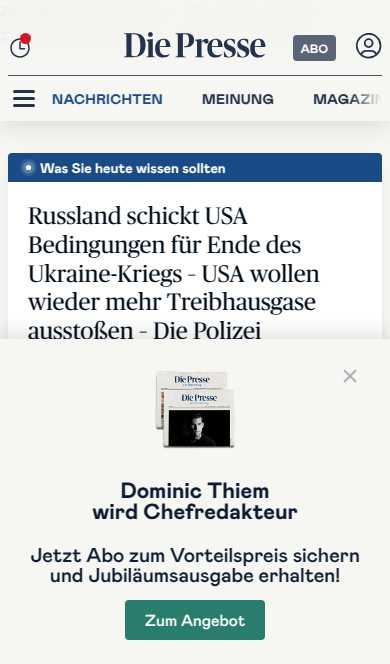 Die Presse
ABO
NACHRICHTEN MEINUNG MAGAZIN
Was Sie heute wissen sollten
Russland schickt USA
Bedingungen für Ende des
Ukraine-Kriegs – USA wollen
wieder mehr Treibhausgase
ausstoßen – Die Polizei
Die Presse
Die Presse
Dominic Thiem
wird Chefredakteur
Jetzt Abo zum Vorteilspreis sichern
und Jubiläumsausgabe erhalten!
Zum Angebot